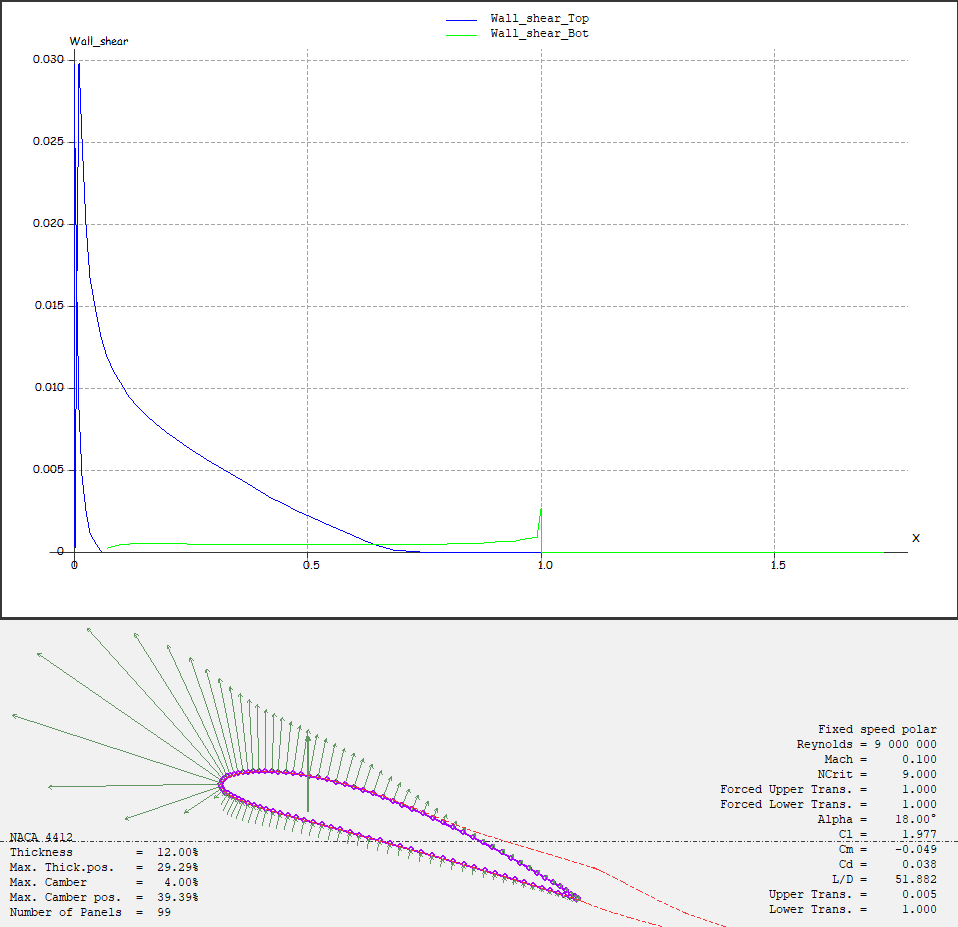 Wall_shear_Top
Wall_shear_Bot
Wall_shear
0.030
0.025
0.020
0.015
0.010
0.005
0
X
0 0.5 1.0 1.5
Fixed speed polar
Reynolds = 9 000 000
Mach = 0.100
NCrit = 9.000
Forced Upper Trans. = 1.000
Forced Lower Trans. = 1.000
Alpha = 18.00°
Cl = 1.977
Cm = -0.049
Cd = 0.038
L/D = 51.882
Upper Trans. = 0.005
Lower Trans. = 1.000
NACA 4412
Thickness = 12.00%
Max. Thick.pos. = 29.29%
Max. Camber = 4.00%
Max. Camber pos. = 39.39%
Number of Panels = 99